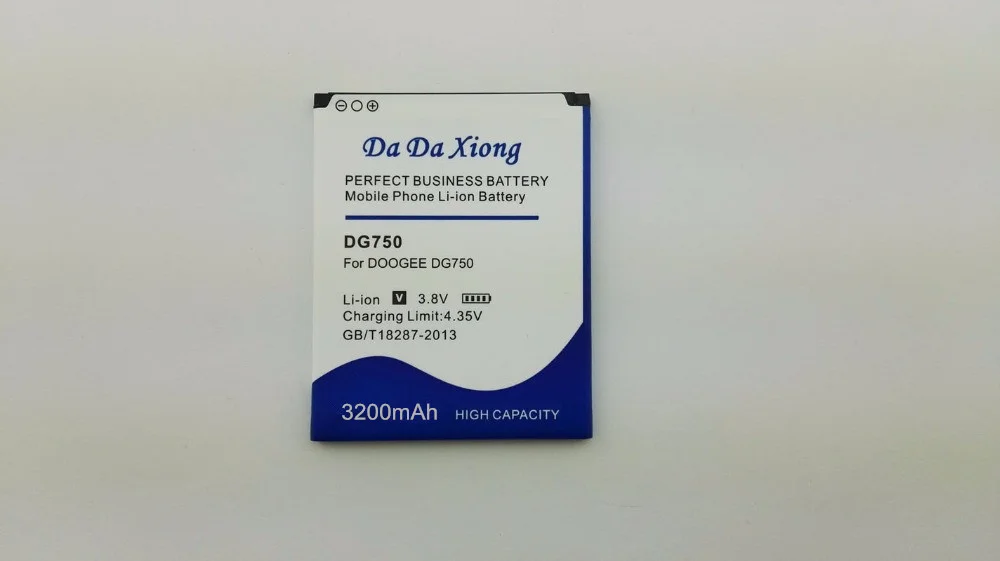 ⊖○⊕
Da Da Xiong
PERFECT BUSINESS BATTERY
Mobile Phone Li-ion Battery
DG750
For DOOGEE DG750
Li-ion V 3.8V
Charging Limit:4.35V
GB/T18287-2013
3200mAh HIGH CAPACITY